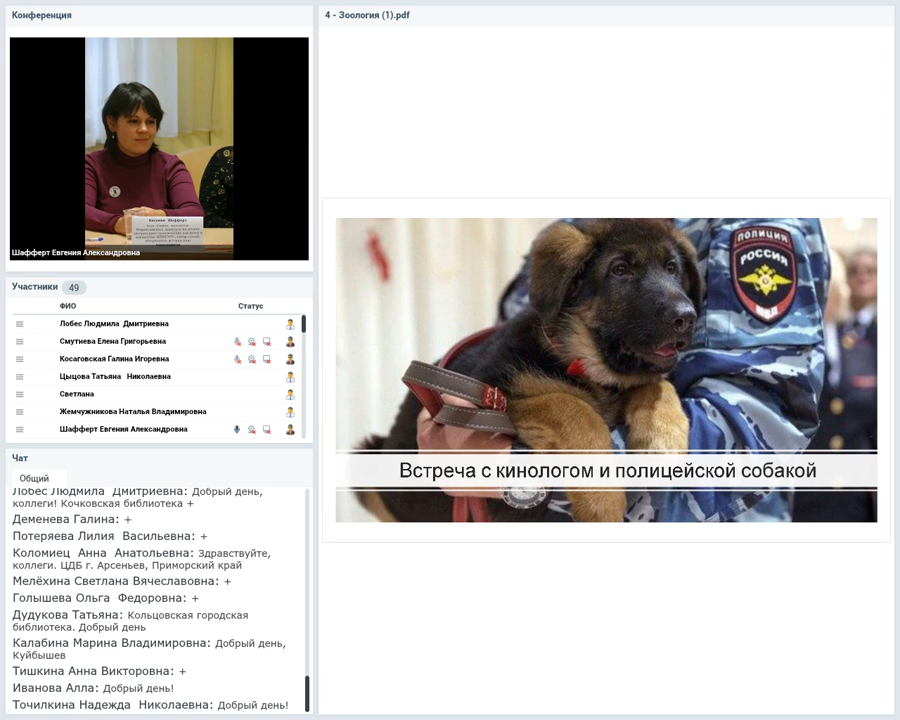 Конференция
Шафферт Евгения Александровна
Участники 49
ФИО Статус
Лобес Людмила Дмитриевна
Смутнева Елена Григорьевна
Косаговская Галина Игоревна
Цыцова Татьяна Николаевна
Светлана
Жемчужникова Наталья Владимировна
Шафферт Евгения Александровна
Чат
Общий
Лобес Людмила Дмитриевна: Добрый день,
коллеги! Кочковская библиотека +
Деменева Галина: +
Потеряева Лилия Васильевна: +
Коломиец Анна Анатольевна: Здравствуйте,
коллеги. ЦДБ г. Арсеньев, Приморский край
Мелёхина Светлана Вячеславовна: +
Голышева Ольга Федоровна: +
Дудукова Татьяна: Кольцовская городская
библиотека. Добрый день
Калабина Марина Владимировна: Добрый день,
Куйбышев
Тишкина Анна Викторовна: +
Иванова Алла: Добрый день!
Точилкина Надежда Николаевна: Добрый день!
4 - Зоология (1).pdf
ПОЛИЦИЯ
РОССИЯ
МВД
Встреча с кинологом и полицейской собакой